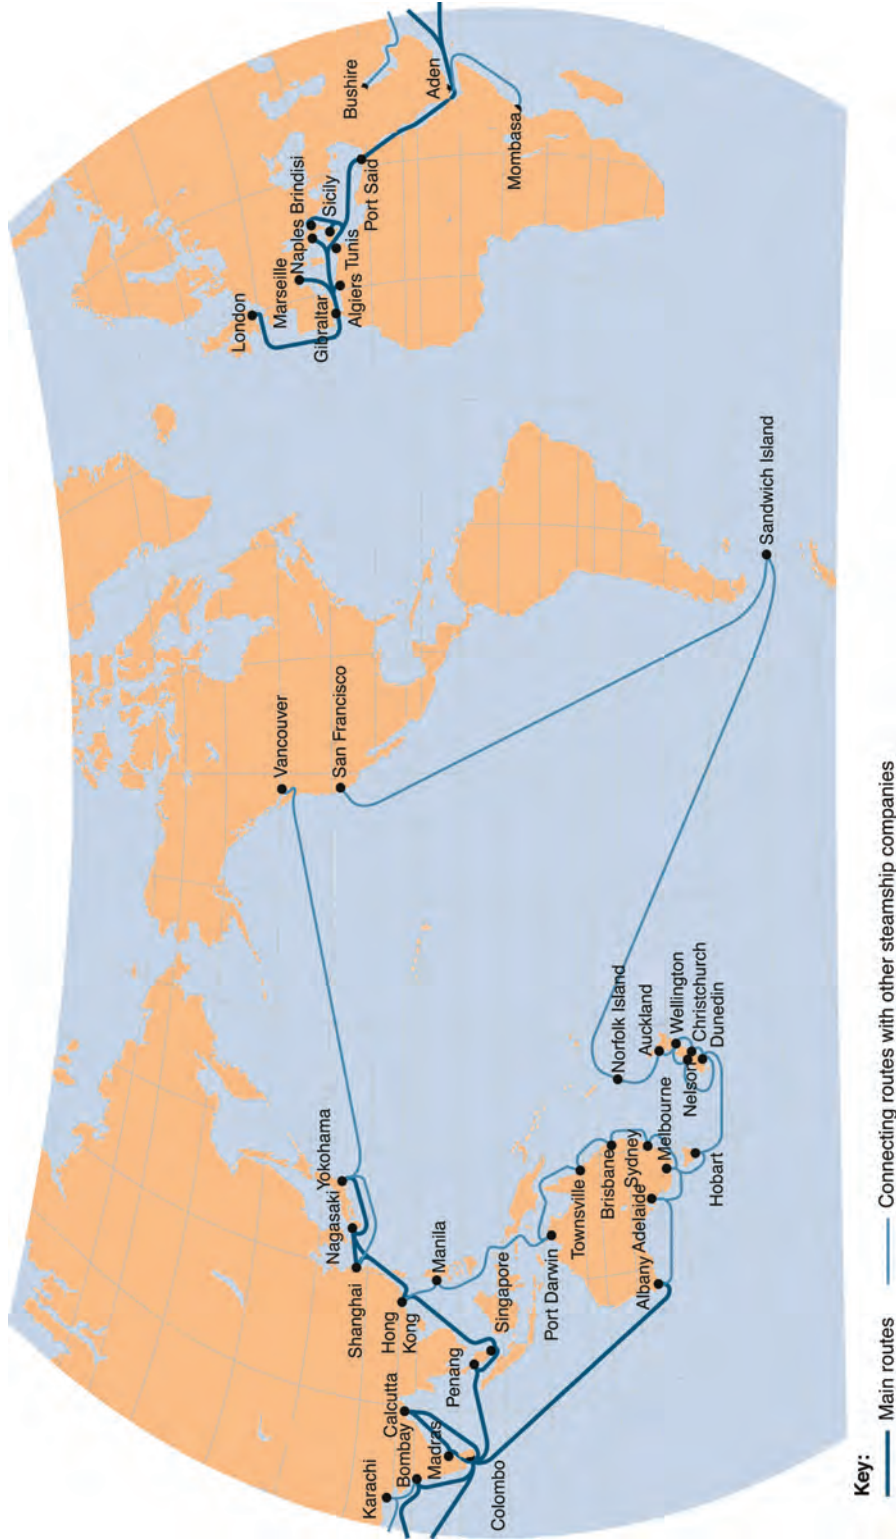 London
Marseille
Naples
Brindisi
Sicily
Gibraltar
Algiers
Tunis
Port Said
Bushire
Aden
Mombasa
Vancouver
San Francisco
Sandwich Island
Yokohama
Nagasaki
Shanghai
Hong
Kong
Manila
Singapore
Penang
Calcutta
Bombay
Karachi
Madras
Colombo
Port Darwin
Townsville
Brisbane
Sydney
Melbourne
Adelaide
Albany
Hobart
Norfolk Island
Auckland
Wellington
Christchurch
Dunedin
Nelson
Key:
Main routes
Connecting routes with other steamship companies